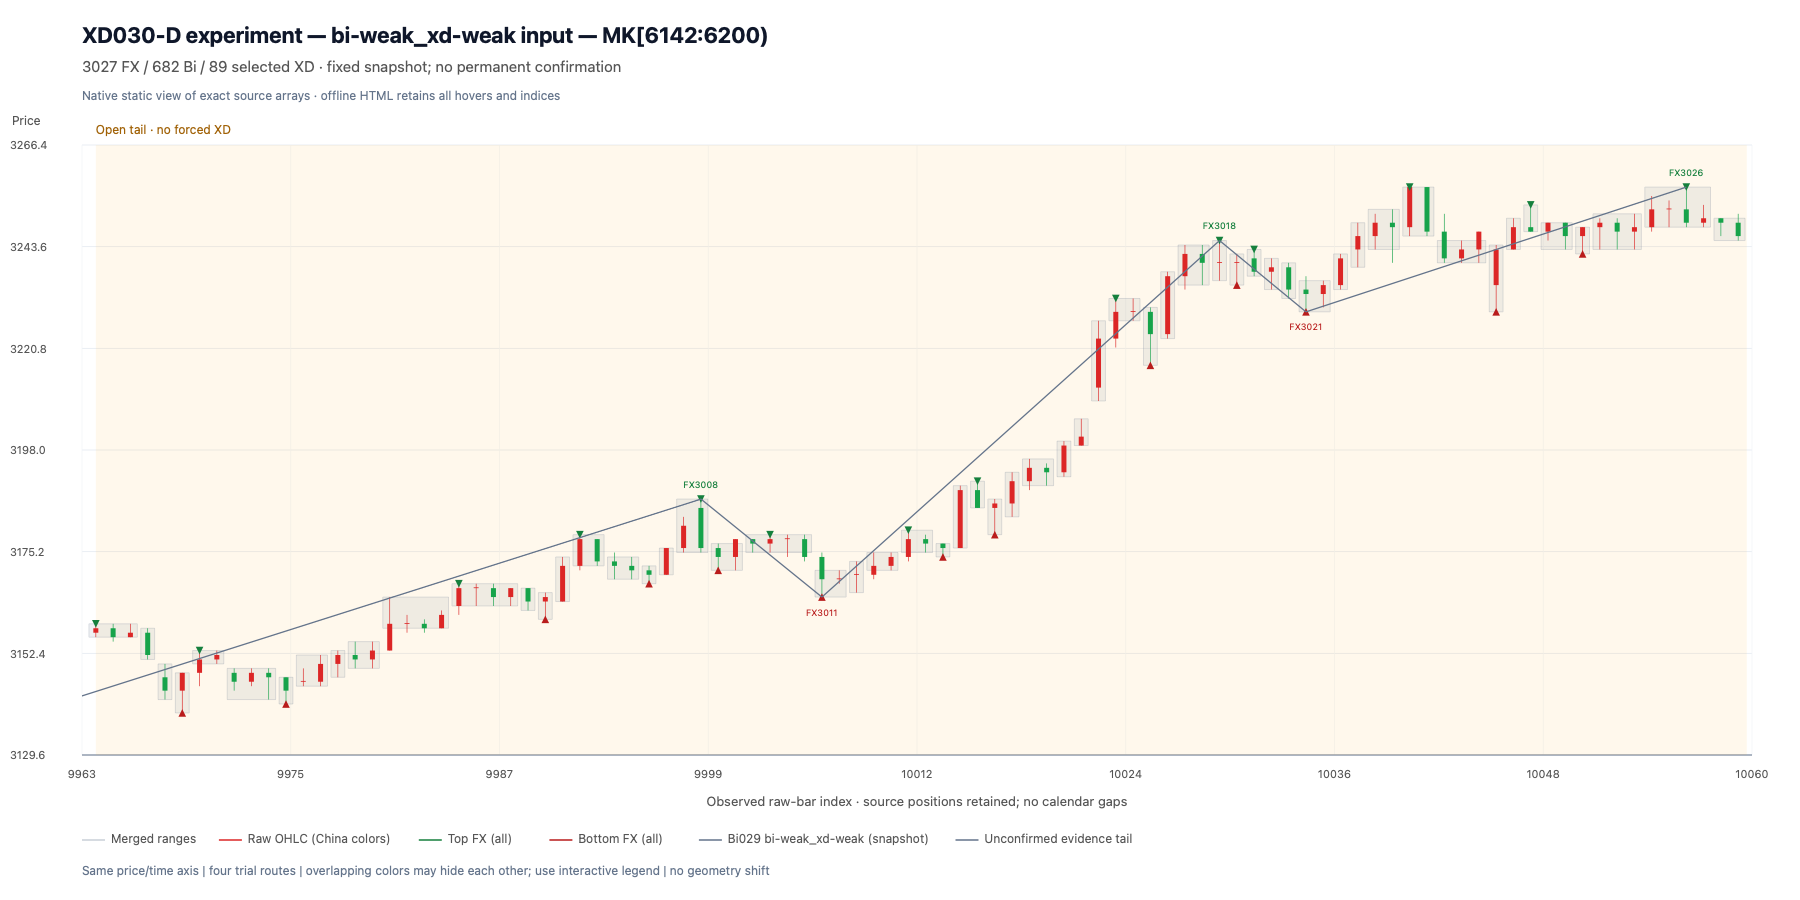 XD030-D experiment — bi-weak_xd-weak input — MK[6142:6200)
3027 FX / 682 Bi / 89 selected XD · fixed snapshot; no permanent confirmation
Native static view of exact source arrays · offline HTML retains all hovers and indices
Price
Open tail · no forced XD
3266.4
FX3026
FX3018
3243.6
FX3021
3220.8
3198.0
FX3008
3175.2
FX3011
3152.4
3129.6
9963 9975 9987 9999 10012 10024 10036 10048 10060
Observed raw-bar index · source positions retained; no calendar gaps
Merged ranges Raw OHLC (China colors) Top FX (all) Bottom FX (all) Bi029 bi-weak_xd-weak (snapshot) Unconfirmed evidence tail
Same price/time axis | four trial routes | overlapping colors may hide each other; use interactive legend | no geometry shift